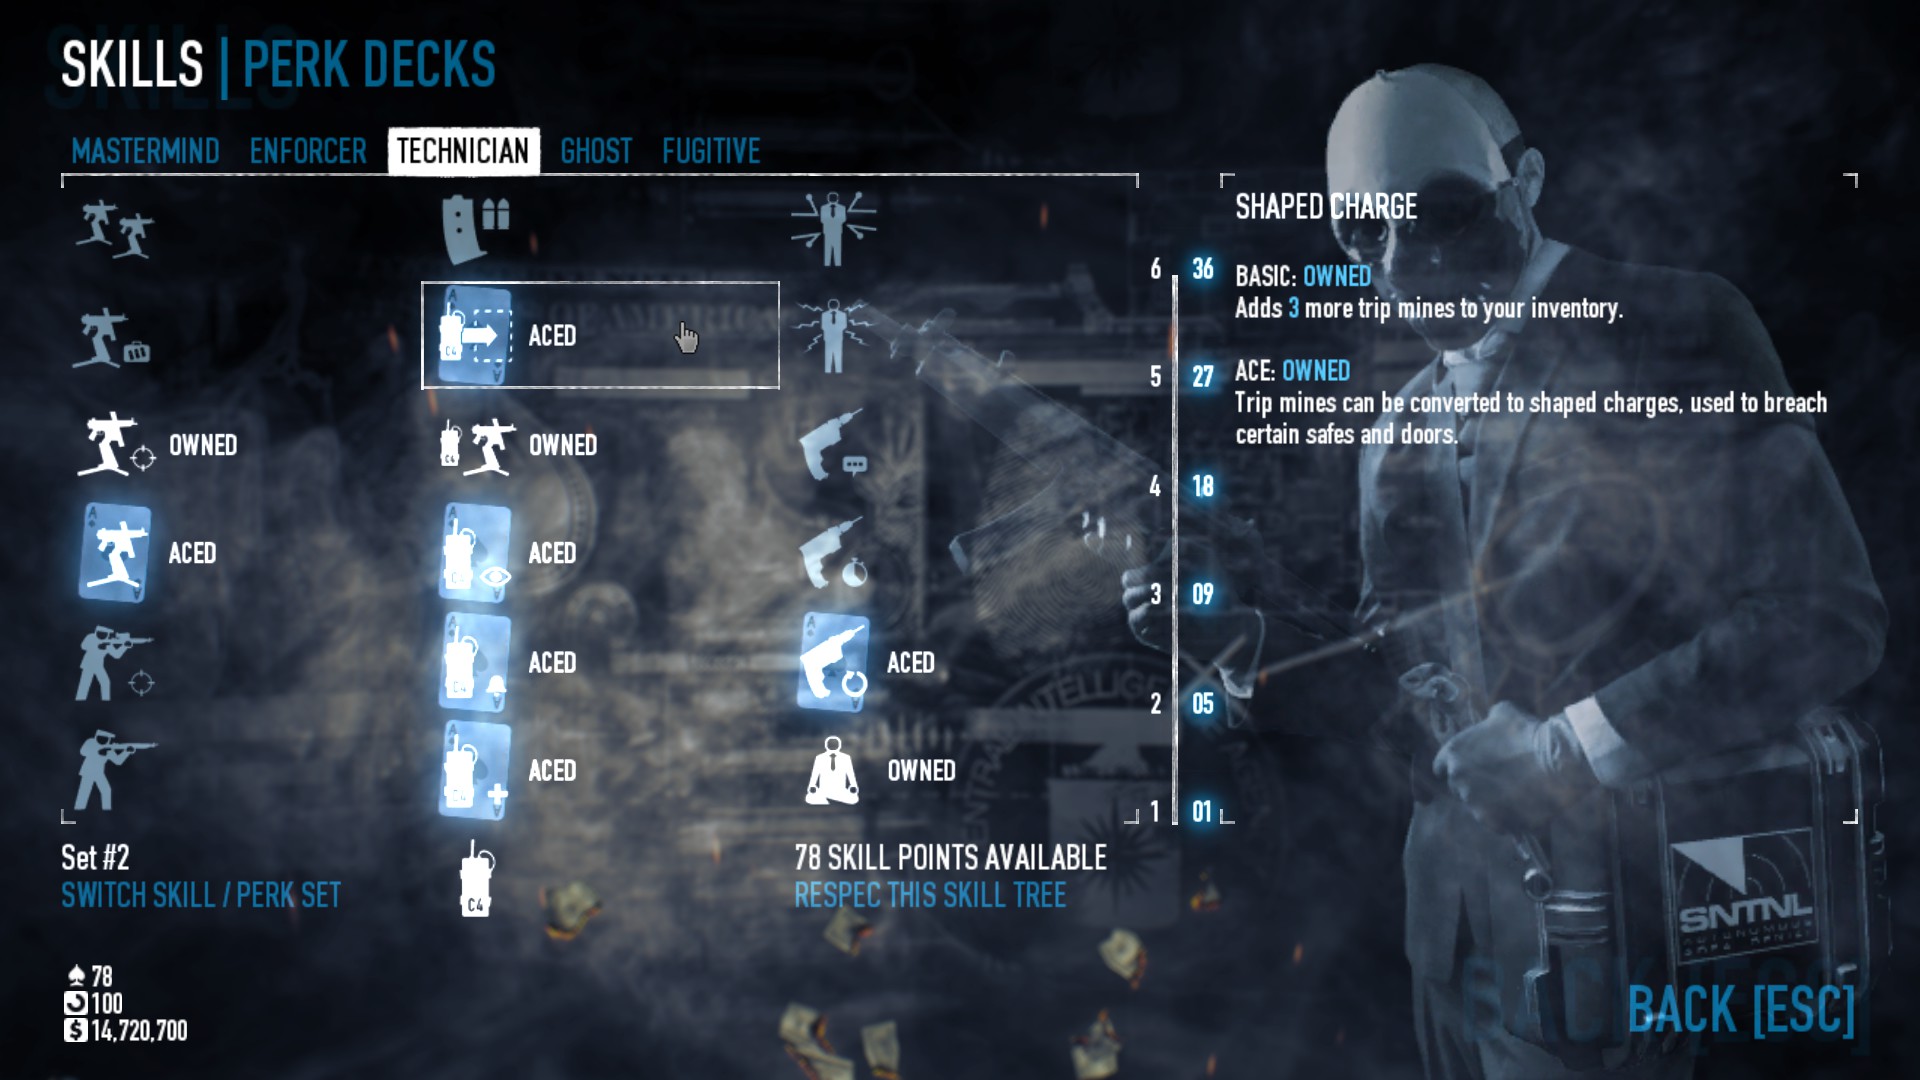 SKILLS | PERK DECKS
MASTERMIND ENFORCER TECHNICIAN GHOST FUGITIVE
ACED
OWNED
OWNED
ACED
ACED
ACED
ACED
ACED
OWNED
C4
6 36
5 27
4 18
3 09
2 05
1 01
SHAPED CHARGE
BASIC: OWNED
Adds 3 more trip mines to your inventory.
ACE: OWNED
Trip mines can be converted to shaped charges, used to breach
certain safes and doors.
Set #2
SWITCH SKILL / PERK SET
78 SKILL POINTS AVAILABLE
RESPEC THIS SKILL TREE
78
100
$ 14,720,700
SNTNL
BACK [ESC]